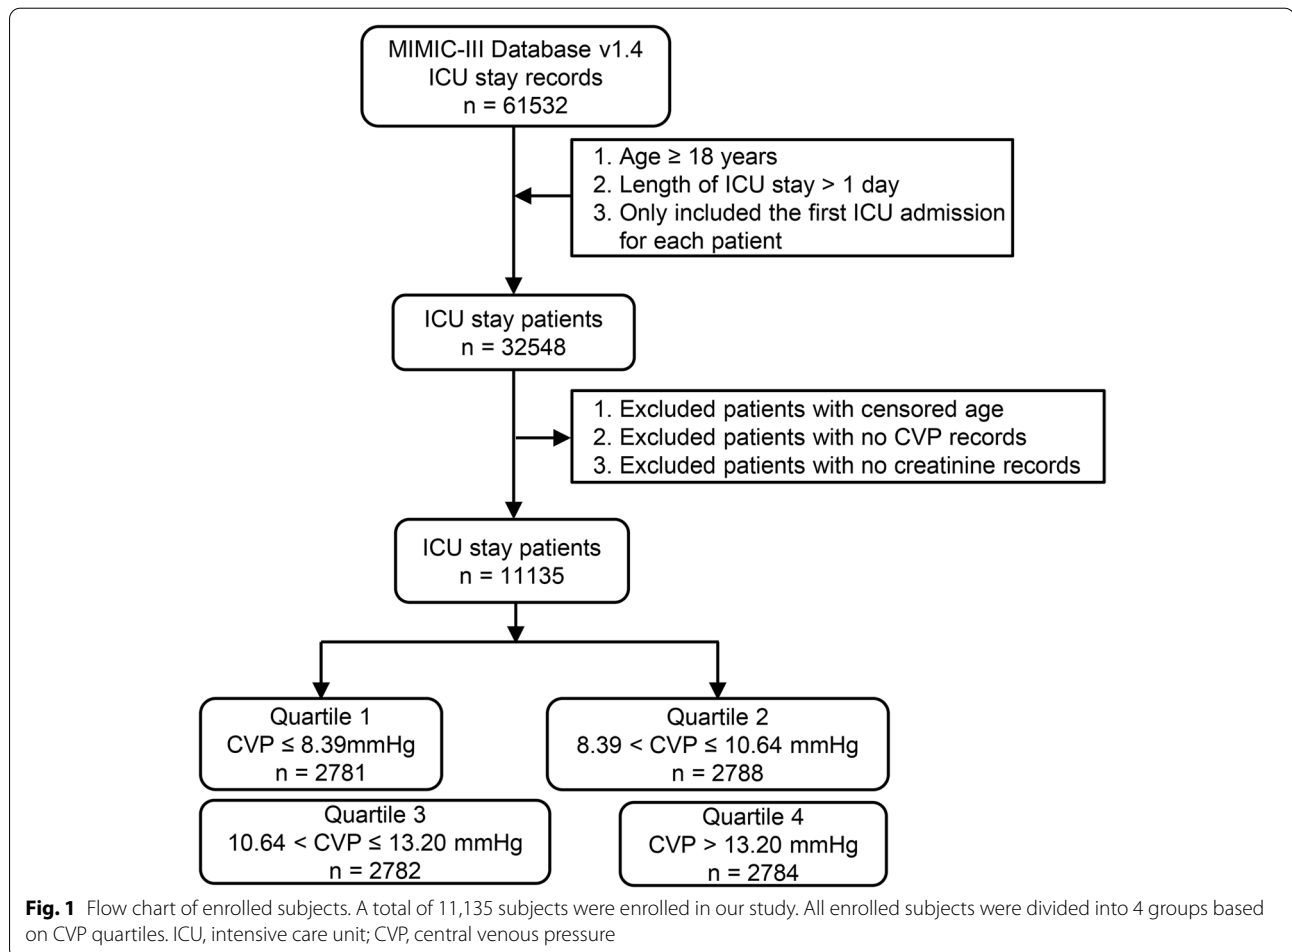 MIMIC-III Database v1.4
ICU stay records
n = 61532
1. Age ≥ 18 years
2. Length of ICU stay > 1 day
3. Only included the first ICU admission
for each patient
ICU stay patients
n = 32548
1. Excluded patients with censored age
2. Excluded patients with no CVP records
3. Excluded patients with no creatinine records
ICU stay patients
n = 11135
Quartile 1
CVP ≤ 8.39mmHg
n = 2781
Quartile 2
8.39 < CVP ≤ 10.64 mmHg
n = 2788
Quartile 3
10.64 < CVP ≤ 13.20 mmHg
n = 2782
Quartile 4
CVP > 13.20 mmHg
n = 2784
Fig. 1 Flow chart of enrolled subjects. A total of 11,135 subjects were enrolled in our study. All enrolled subjects were divided into 4 groups based
on CVP quartiles. ICU, intensive care unit; CVP, central venous pressure